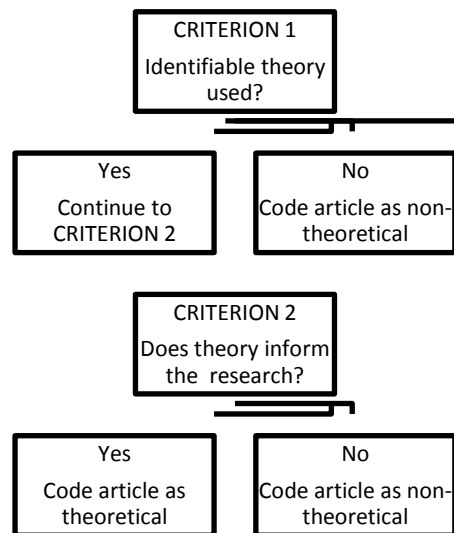 CRITERION 1
Identifiable theory
used?
Yes
Continue to
CRITERION 2
No
Code article as non-
theoretical
CRITERION 2
Does theory inform
the research?
Yes
Code article as
theoretical
No
Code article as non-
theoretical